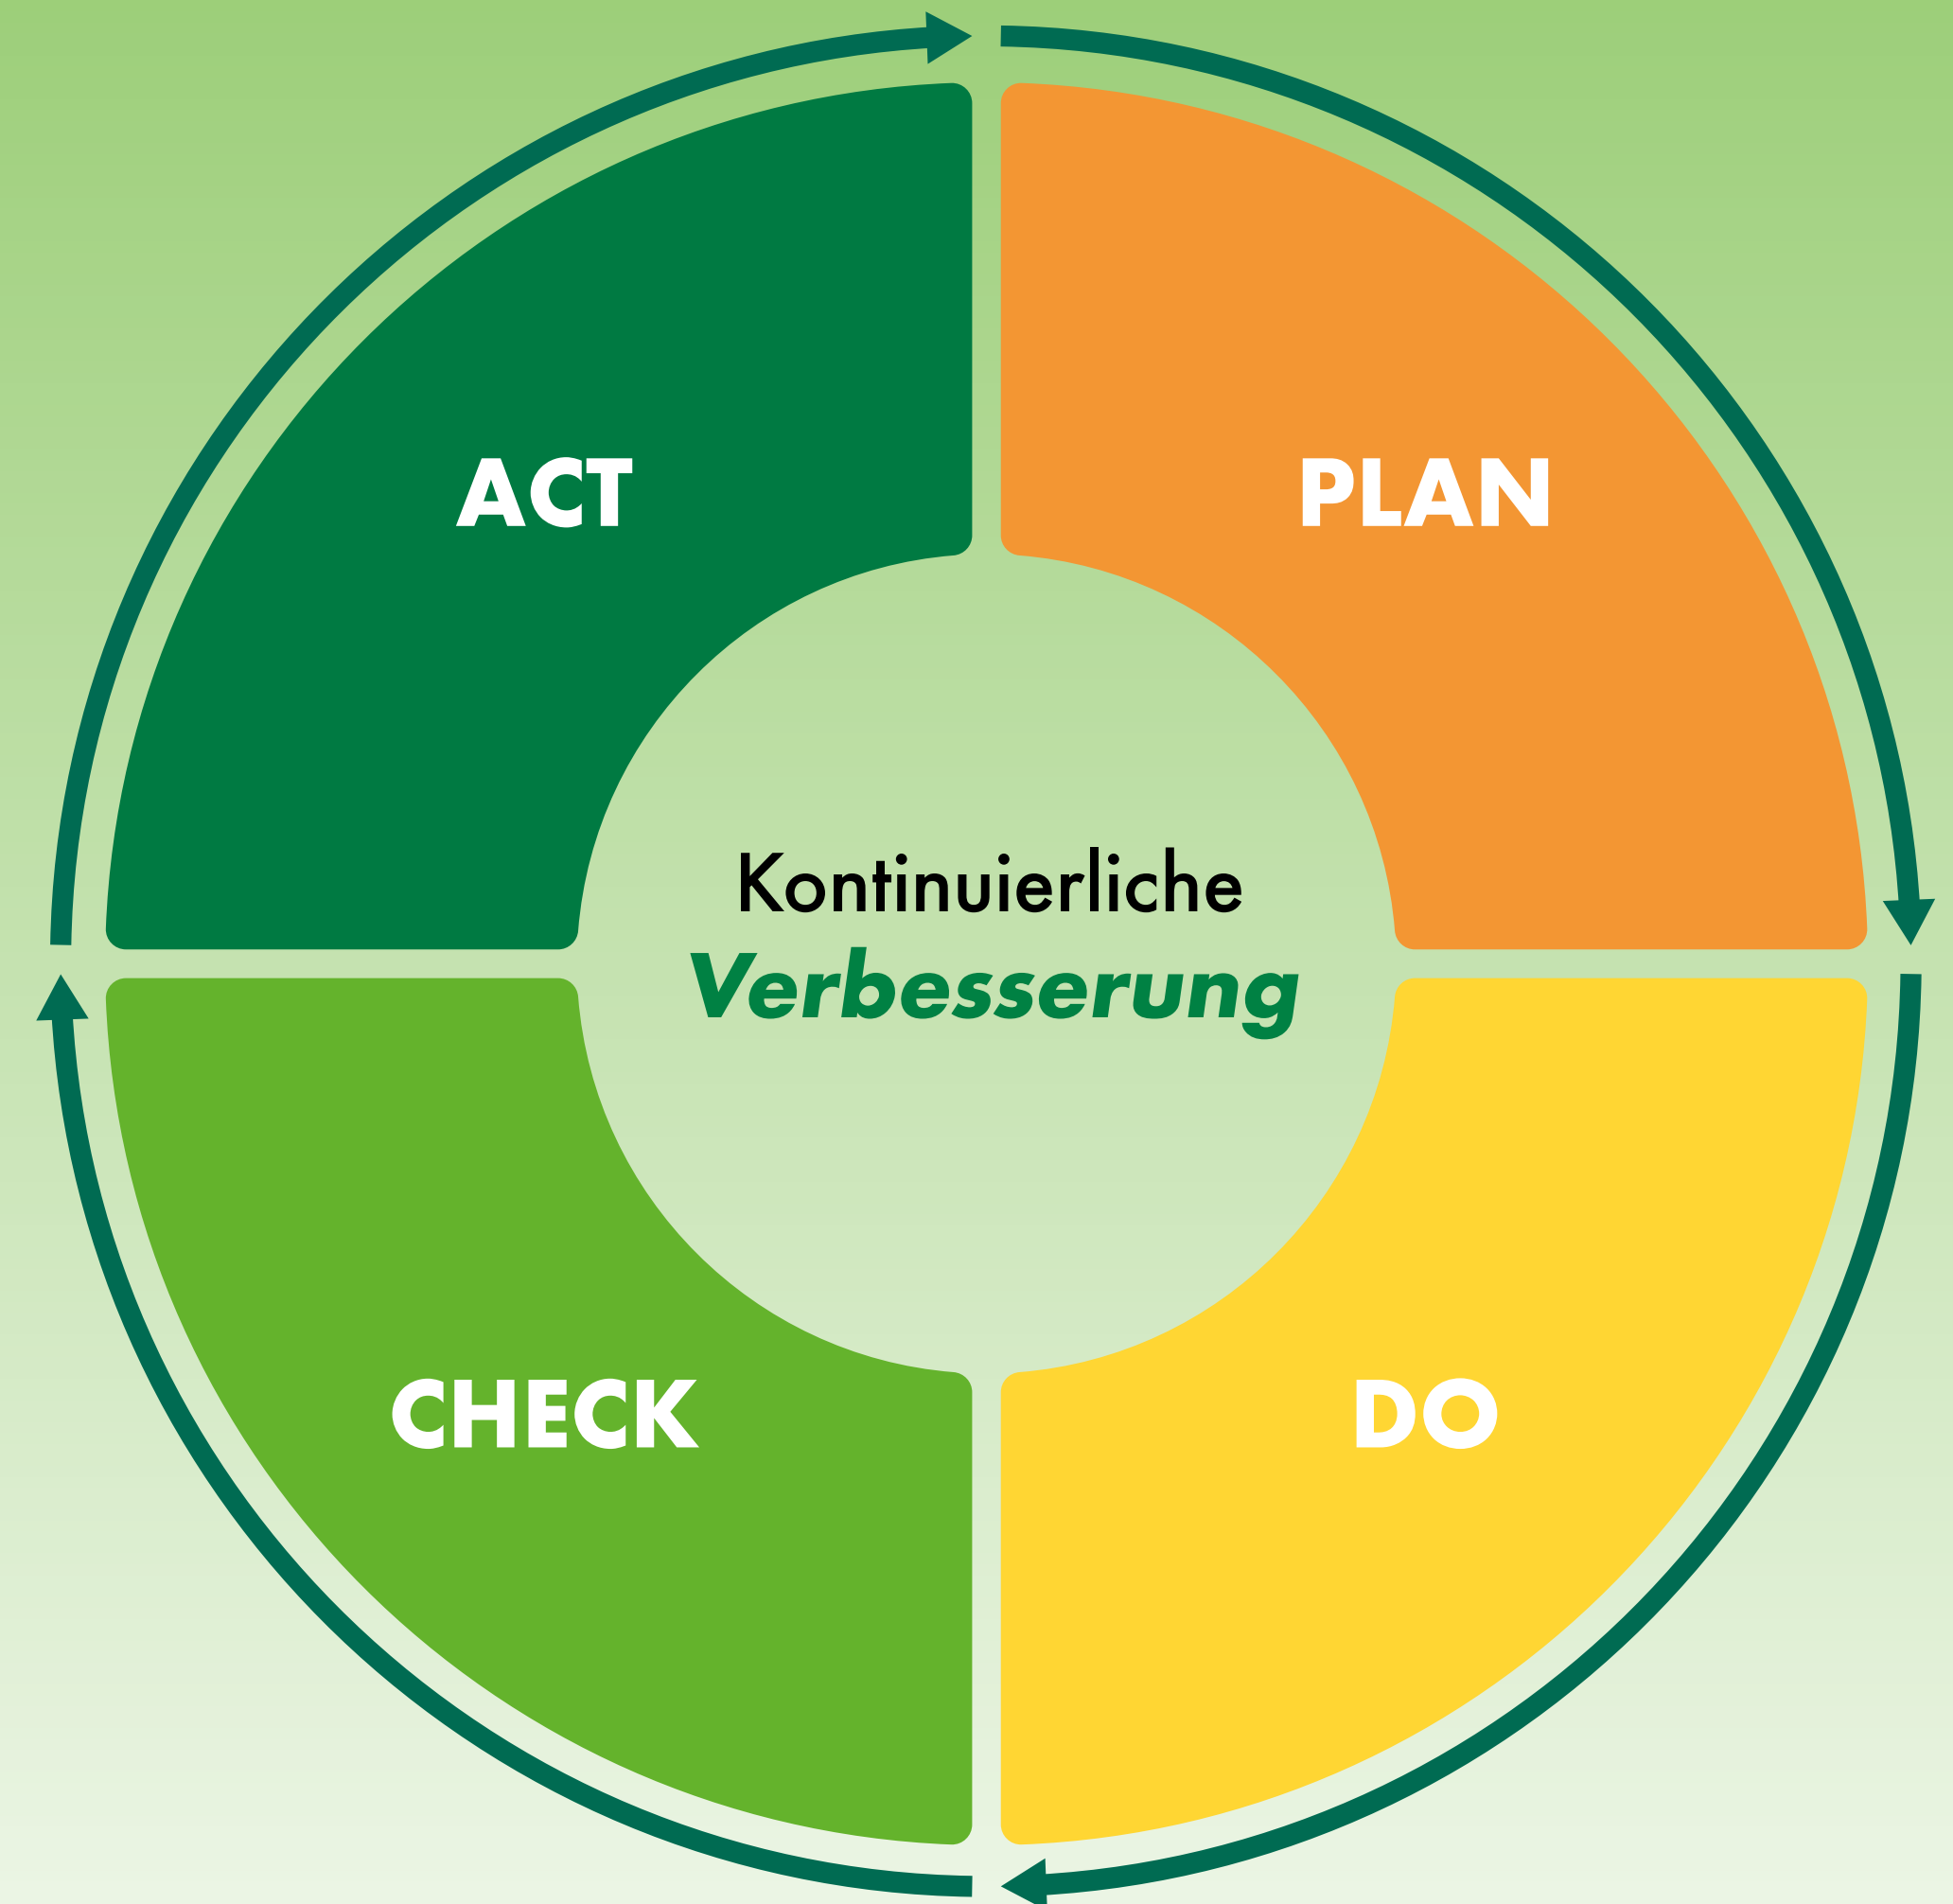 ACT
PLAN
Kontinuierliche
Verbesserung
CHECK
DO